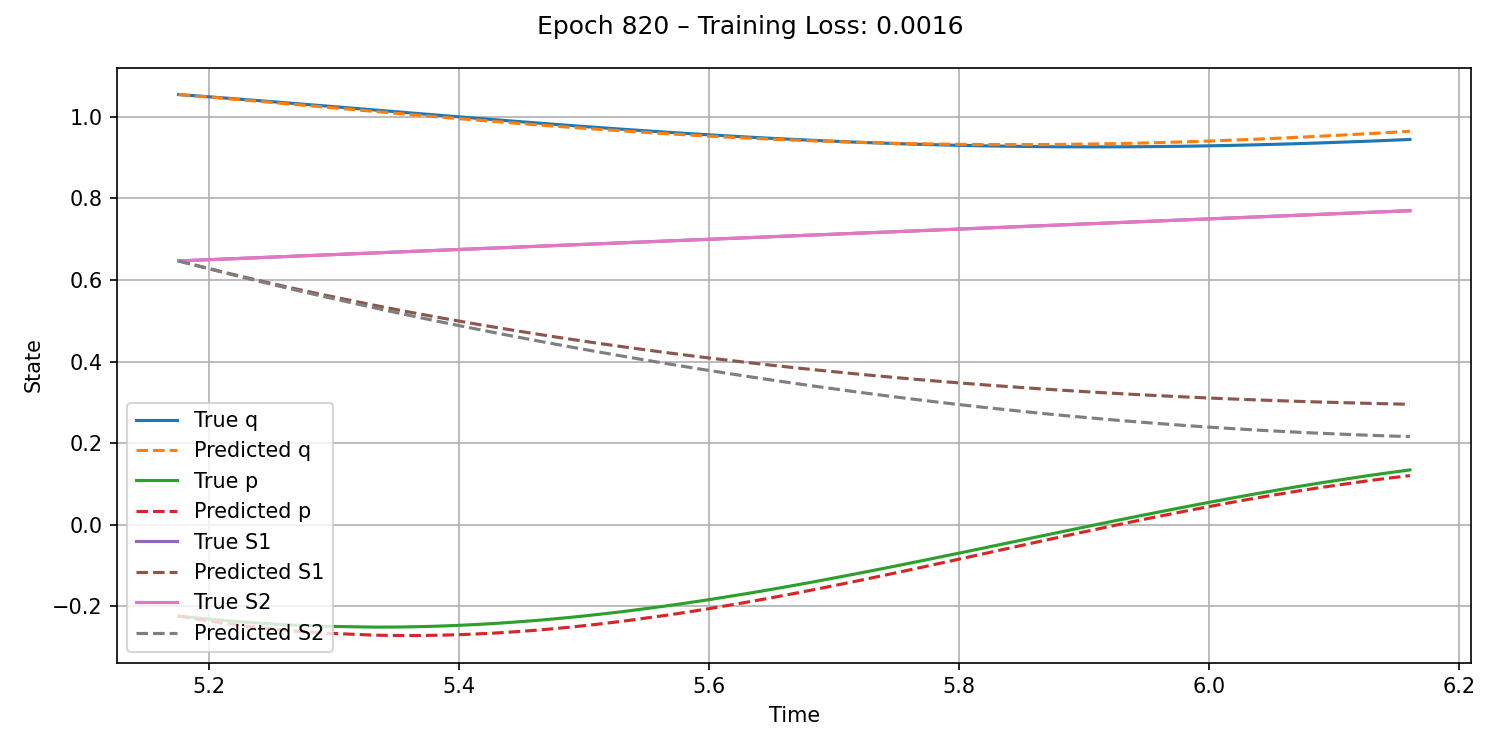 Epoch 820 – Training Loss: 0.0016
State
1.0
0.8
0.6
0.4
0.2
0.0
−0.2
True q
Predicted q
True p
Predicted p
True S1
Predicted S1
True S2
Predicted S2
5.2 5.4 5.6 5.8 6.0 6.2
Time